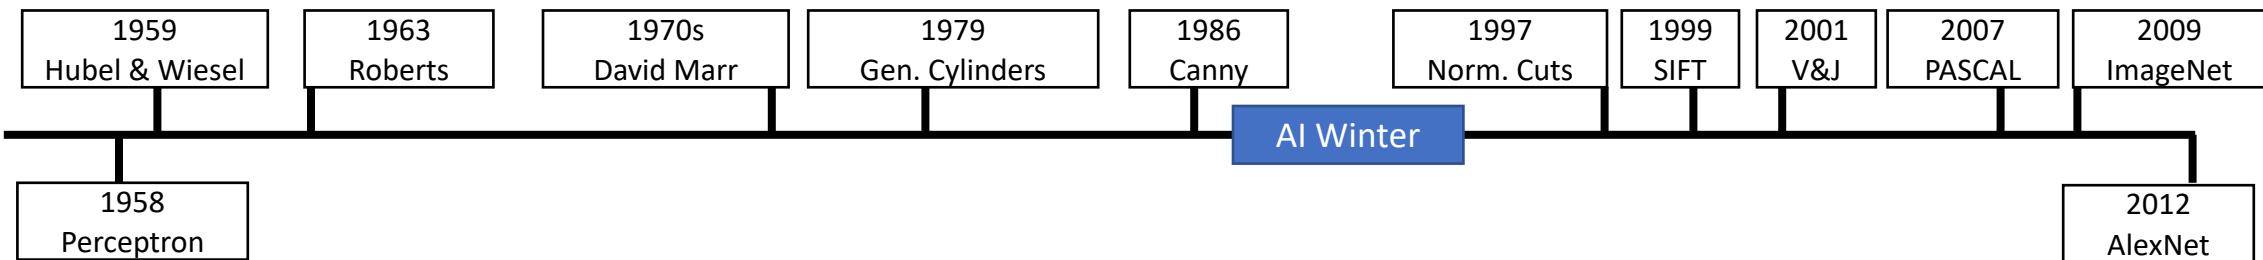 1959
Hubel & Wiesel
1963
Roberts
1970s
David Marr
1979
Gen. Cylinders
1986
Canny
1997
Norm. Cuts
1999
SIFT
2001
V&J
2007
PASCAL
2009
ImageNet
AI Winter
1958
Perceptron
2012
AlexNet